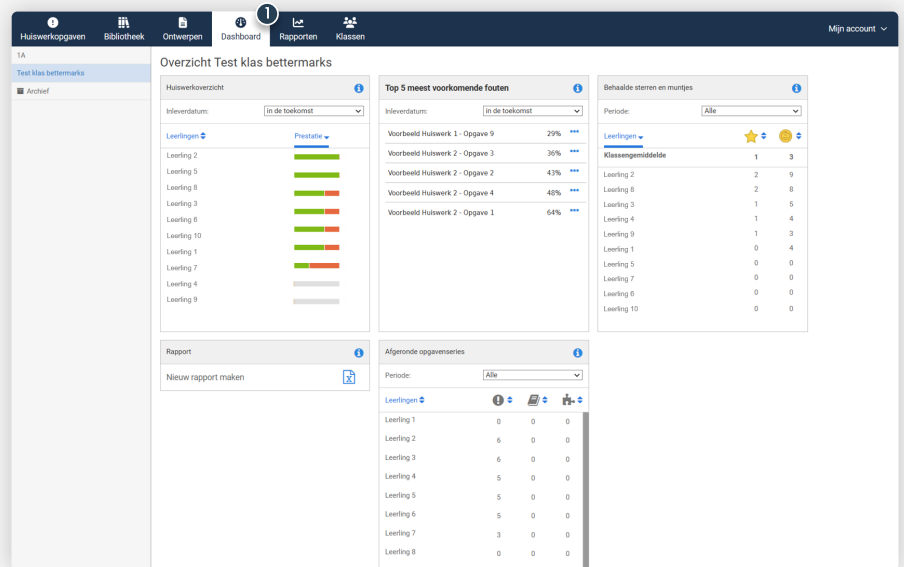 1
Huiswerkopgaven Bibliotheek Ontwerpen Dashboard Rapporten Klassen Mijn account
1A
Test klas bettermarks
Archief
Overzicht Test klas bettermarks
Huiswerkoverzicht
Inleverdatum: in de toekomst
Leerlingen Prestatie
Leerling 2
Leerling 5
Leerling 8
Leerling 3
Leerling 6
Leerling 10
Leerling 1
Leerling 7
Leerling 4
Leerling 9
Top 5 meest voorkomende fouten
Inleverdatum: in de toekomst
Voorbeeld Huiswerk 1 - Opgave 9 29%
Voorbeeld Huiswerk 2 - Opgave 3 36%
Voorbeeld Huiswerk 2 - Opgave 2 43%
Voorbeeld Huiswerk 2 - Opgave 4 48%
Voorbeeld Huiswerk 2 - Opgave 1 64%
Behaalde sterren en muntjes
Periode: Alle
Leerlingen
Klassengemiddelde 1 3
Leerling 2 2 9
Leerling 8 2 8
Leerling 3 1 5
Leerling 4 1 4
Leerling 9 1 3
Leerling 1 0 4
Leerling 5 0 0
Leerling 7 0 0
Leerling 6 0 0
Leerling 10 0 0
Rapport
Nieuw rapport maken
Afgeronde opgavenseries
Periode: Alle
Leerlingen
Leerling 1 0 0 0
Leerling 2 6 0 0
Leerling 3 6 0 0
Leerling 4 5 0 0
Leerling 5 5 0 0
Leerling 6 5 0 0
Leerling 7 3 0 0
Leerling 8 0 0 0